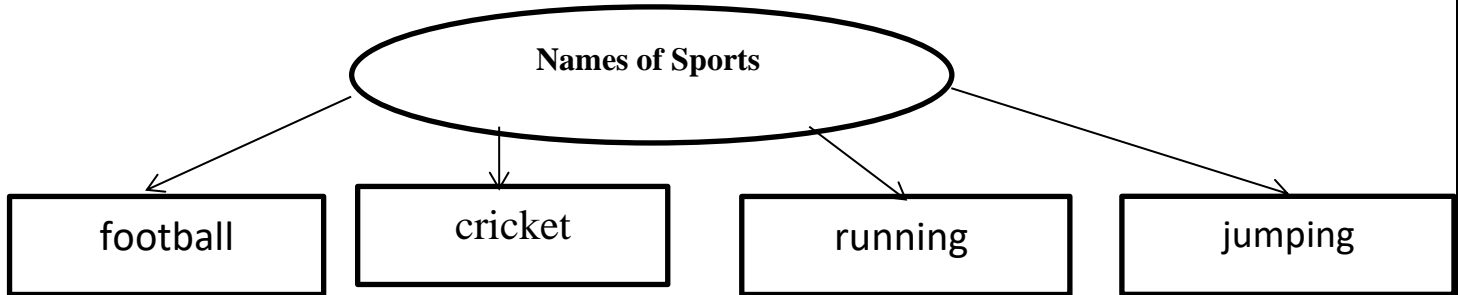 Names of Sports
football
cricket
running
jumping